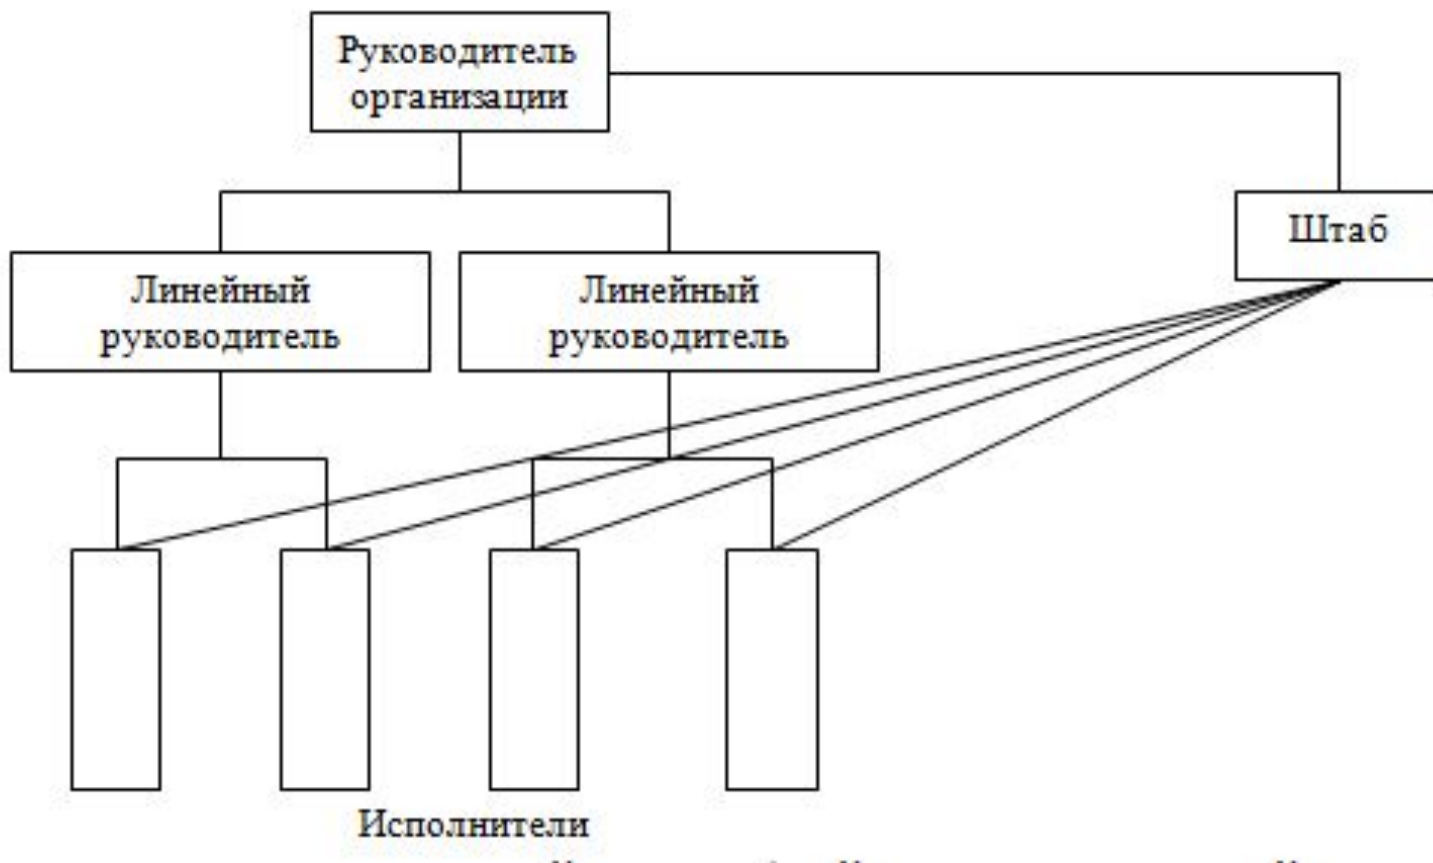 Руководитель
организации
Штаб
Линейный
руководитель
Линейный
руководитель
Исполнители